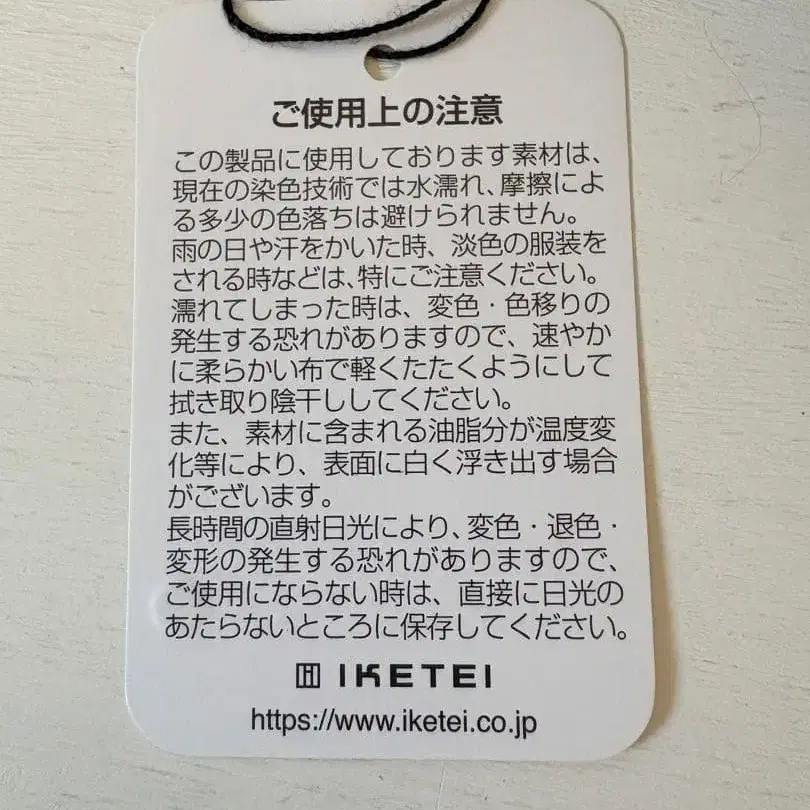 ご使用上の注意
この製品に使用しております素材は、
現在の染色技術では水濡れ、摩擦によ
る多少の色落ちは避けられません。
雨の日や汗をかいた時、淡色の服装を
される時などは、特にご注意ください。
濡れてしまった時は、変色・色移りの
発生する恐れがありますので、速やか
に柔らかい布で軽くたたくようにして
拭き取り陰干ししてください。
また、素材に含まれる油脂分が温度変
化等により、表面に白く浮き出す場合
がございます。
長時間の直射日光により、変色・退色・
変形の発生する恐れがありますので、
ご使用にならない時は、直接に日光の
あたらないところに保存してください。
IKETEI
https://www.iketei.co.jp